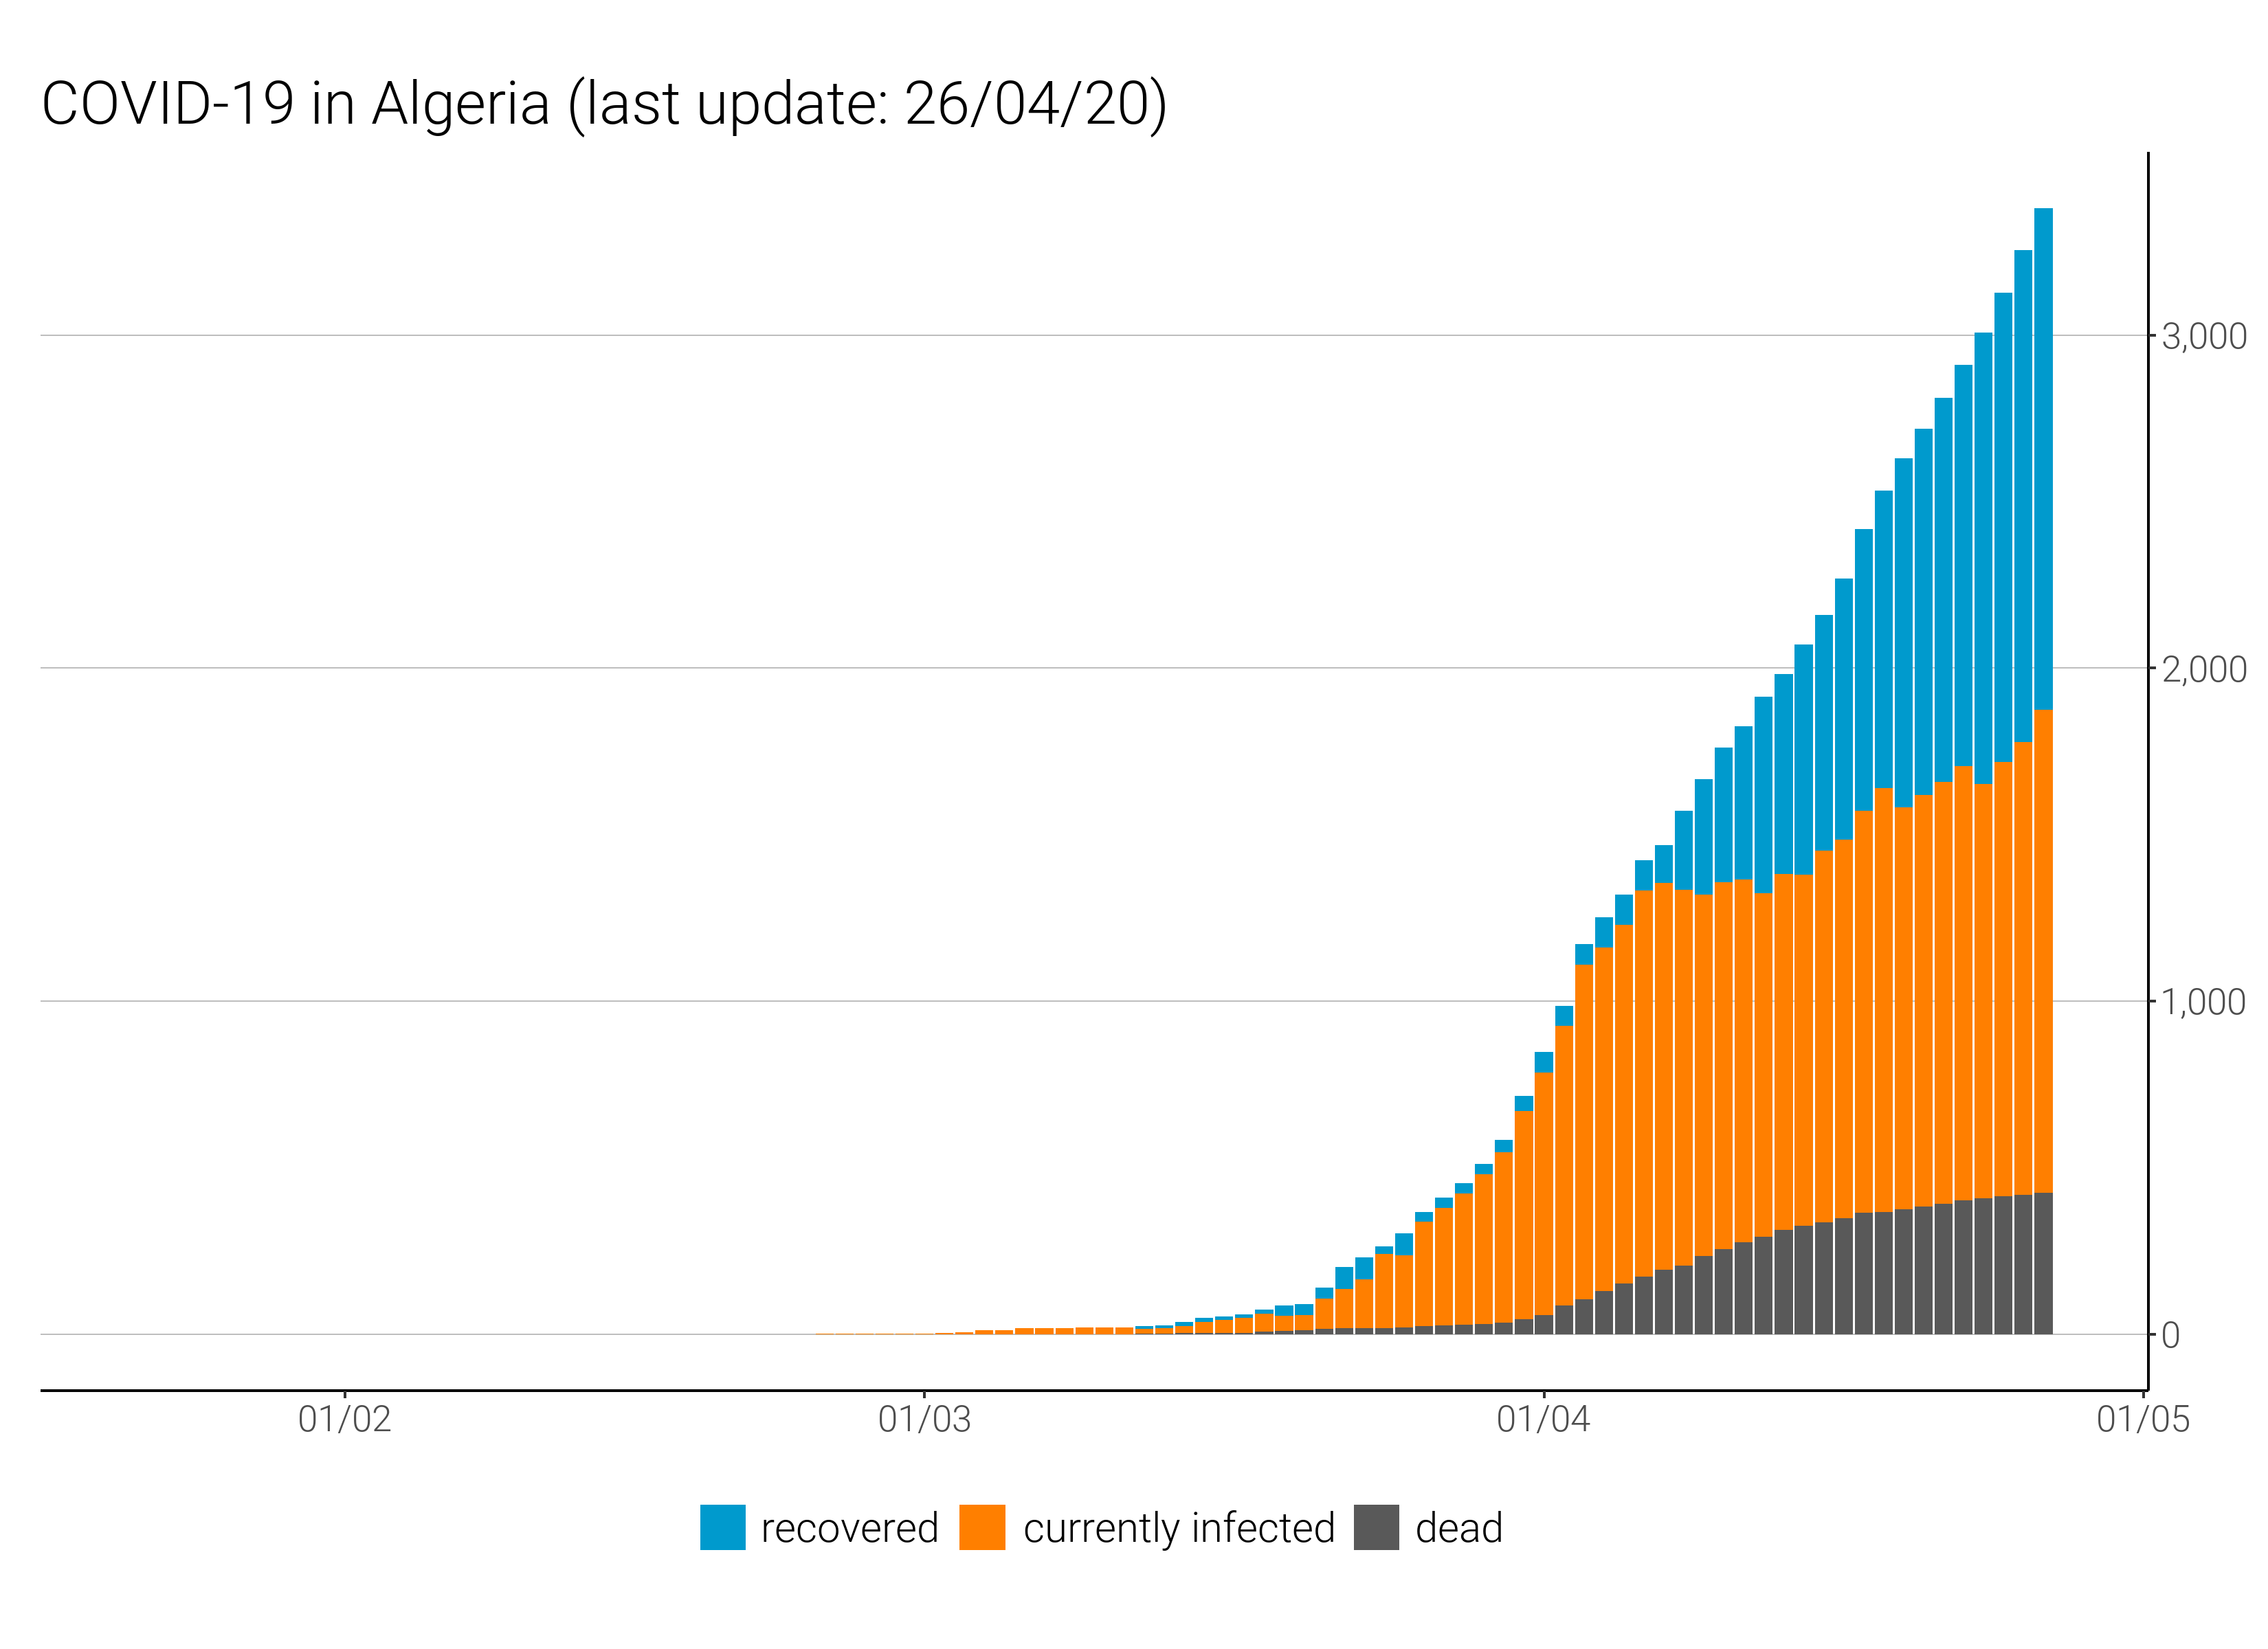 COVID-19 in Algeria (last update: 26/04/20)
3,000
2,000
1,000
0
01/02 01/03 01/04 01/05
recovered currently infected dead